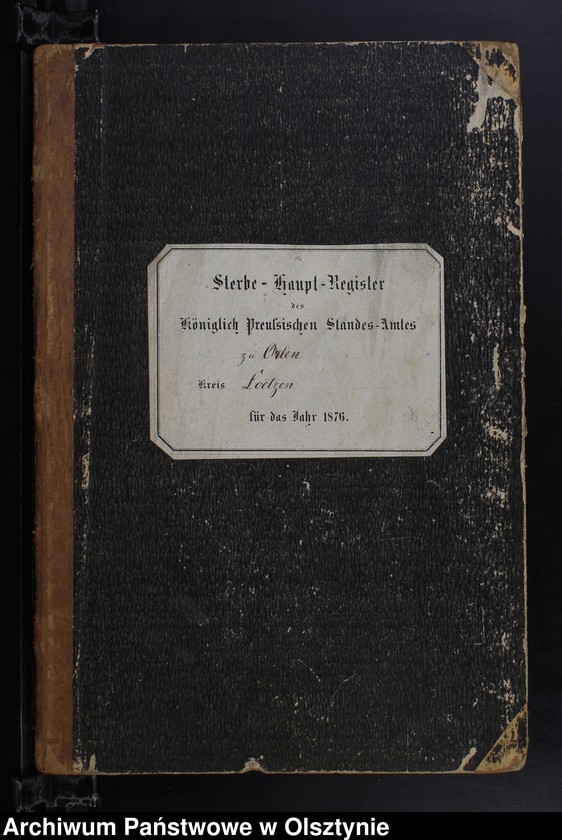 Sterbe-Haupt-Register
des
Königlich Preußischen Standes-Amtes
zu Orlen
Kreis Loetzen
für das Jahr 1876.
Archiwum Państwowe w Olsztynie